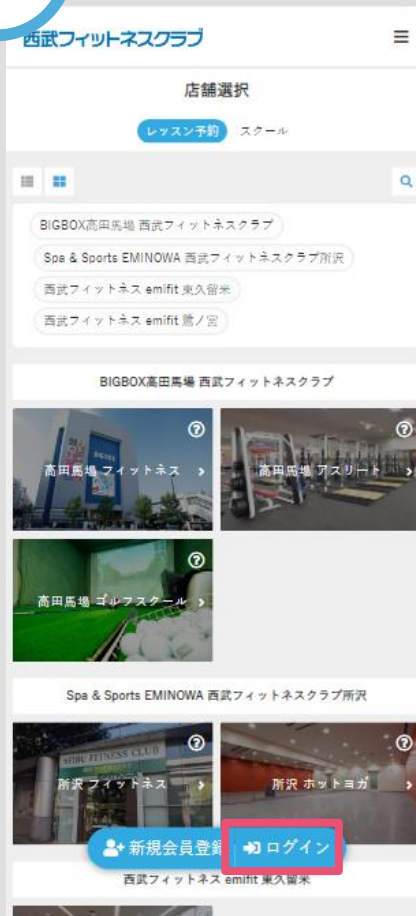 西武フィットネスクラブ
店舗選択
レッスン予約 スクール
BIGBOX高田馬場 西武フィットネスクラブ
Spa & Sports EMINOWA 西武フィットネスクラブ所沢
西武フィットネス emifit 東久留米
西武フィットネス emifit 鷺ノ宮
BIGBOX高田馬場 西武フィットネスクラブ
高田馬場 フィットネス
高田馬場 アスリート
高田馬場 ゴルフスクール
Spa & Sports EMINOWA 西武フィットネスクラブ所沢
SEIBU FITNESS CLUB
所沢 フィットネス
所沢 ホットヨガ
新規会員登録 ログイン
西武フィットネス emifit 東久留米